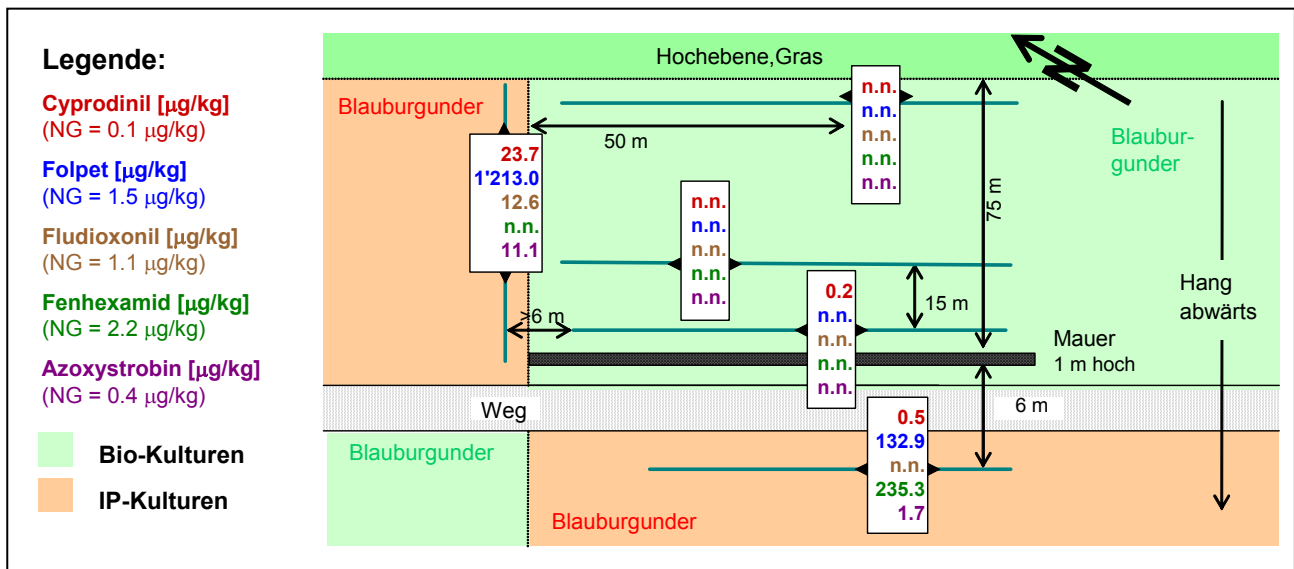 Legende:
Cyprodinil [µg/kg]
(NG = 0.1 µg/kg)
Folpet [µg/kg]
(NG = 1.5 µg/kg)
Fludioxonil [µg/kg]
(NG = 1.1 µg/kg)
Fenhexamid [µg/kg]
(NG = 2.2 µg/kg)
Azoxystrobin [µg/kg]
(NG = 0.4 µg/kg)
Bio-Kulturen
IP-Kulturen
Hochebene,Gras
N
Blauburgunder
50 m
23.7
1'213.0
12.6
n.n.
11.1
n.n.
n.n.
n.n.
n.n.
n.n.
Blaubur-
gunder
75 m
n.n.
n.n.
n.n.
n.n.
n.n.
15 m
>6 m
0.2
n.n.
n.n.
n.n.
n.n.
Hang
abwärts
Mauer
1 m hoch
Weg
6 m
Blauburgunder
0.5
132.9
n.n.
235.3
1.7
Blauburgunder